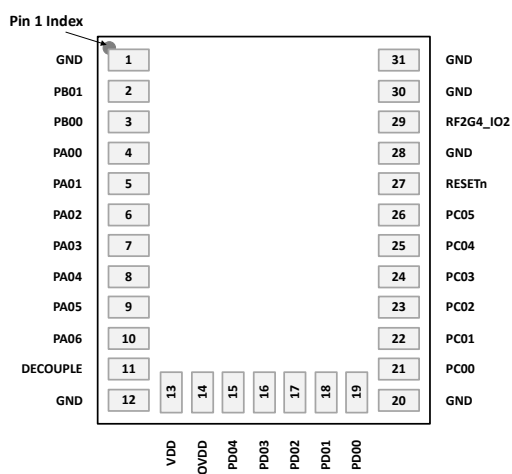 Pin 1 Index
GND 1 31 GND
PB01 2 30 GND
PB00 3 29 RF2G4_IO2
PA00 4 28 GND
PA01 5 27 RESETn
PA02 6 26 PC05
PA03 7 25 PC04
PA04 8 24 PC03
PA05 9 23 PC02
PA06 10 22 PC01
DECOUPLE 11 21 PC00
GND 12 20 GND
13 14 15 16 17 18 19
VDD OVDD PD04 PD03 PD02 PD01 PD00